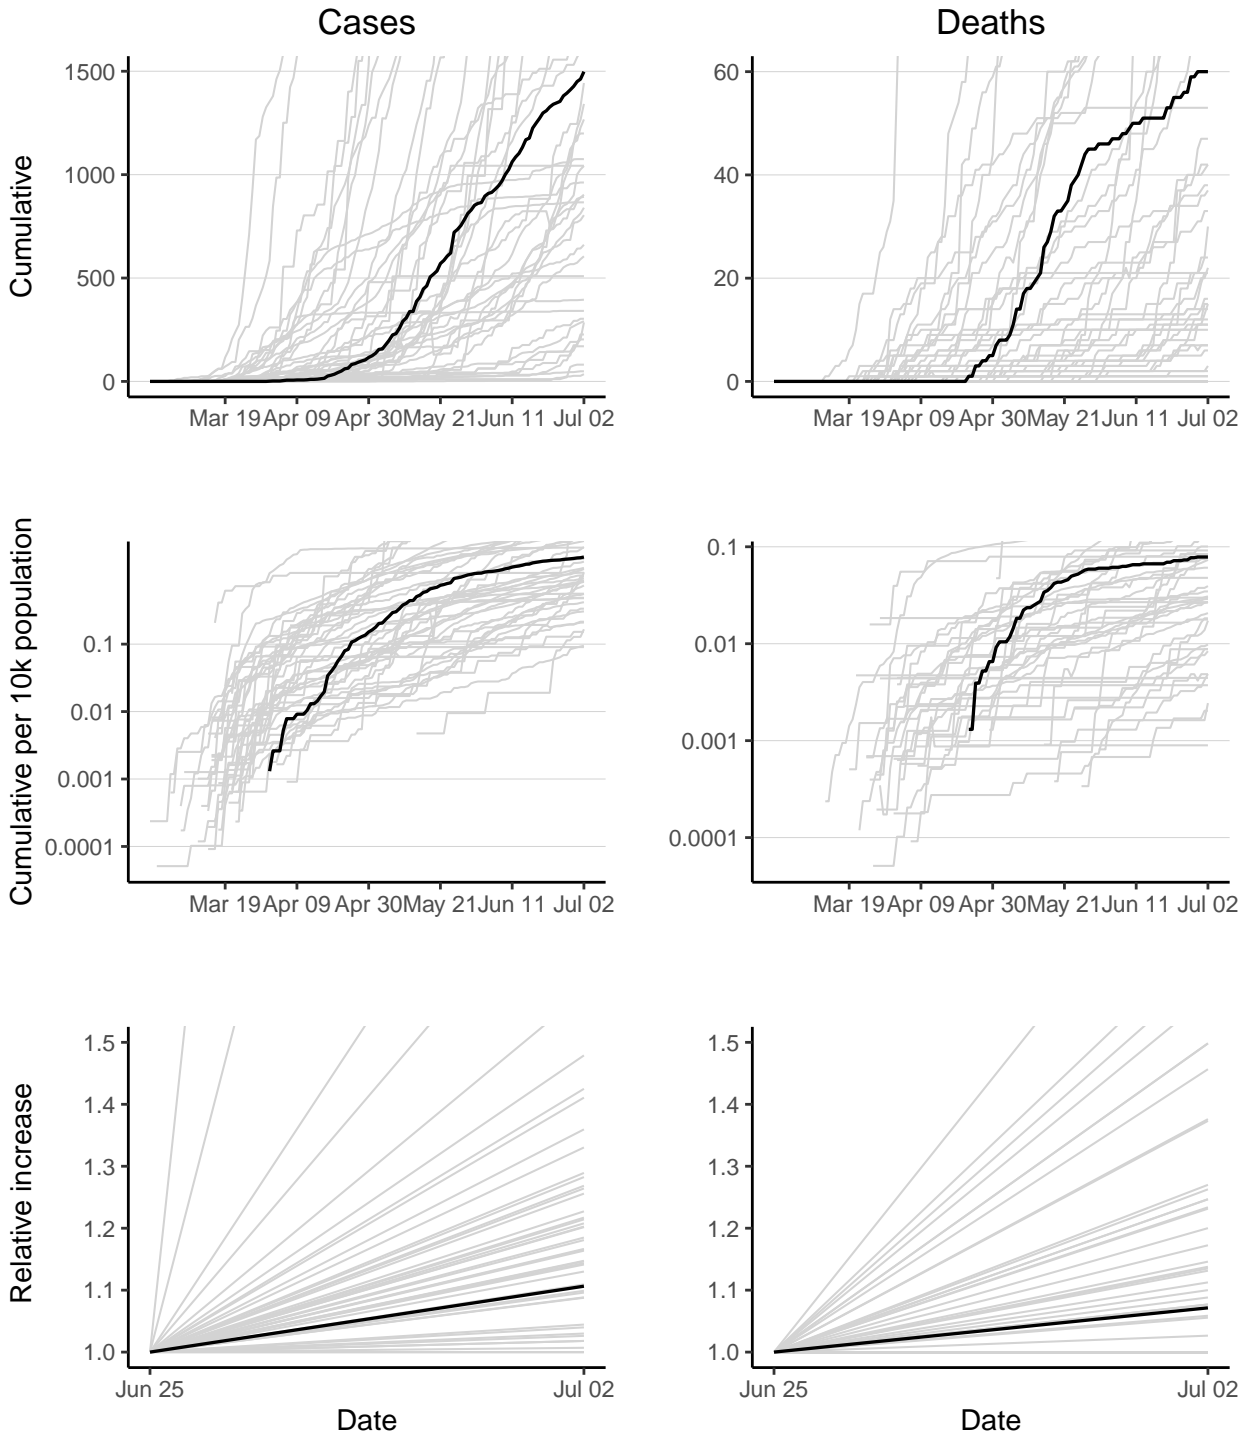 Cases
Deaths
Cumulative
1500
1000
500
0
Mar 19 Apr 09 Apr 30 May 21 Jun 11 Jul 02
60
40
20
0
Mar 19 Apr 09 Apr 30 May 21 Jun 11 Jul 02
Cumulative per 10k population
0.1
0.01
0.001
0.0001
Mar 19 Apr 09 Apr 30 May 21 Jun 11 Jul 02
0.1
0.01
0.001
0.0001
Mar 19 Apr 09 Apr 30 May 21 Jun 11 Jul 02
Relative increase
1.5
1.4
1.3
1.2
1.1
1.0
Jun 25 Jul 02
Date
1.5
1.4
1.3
1.2
1.1
1.0
Jun 25 Jul 02
Date